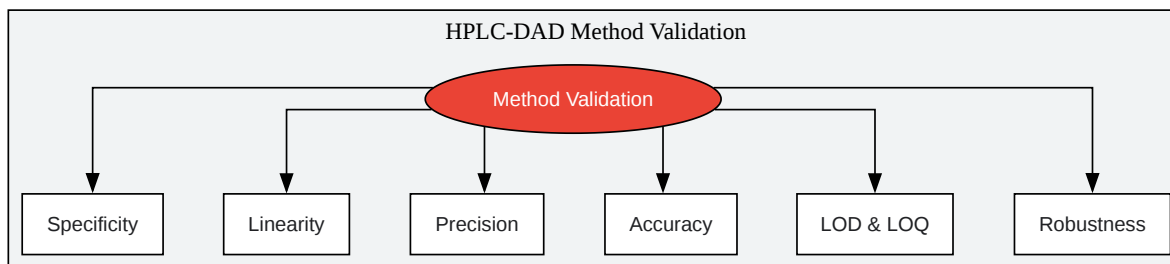 HPLC-DAD Method Validation
Method Validation
Specificity
Linearity
Precision
Accuracy
LOD & LOQ
Robustness